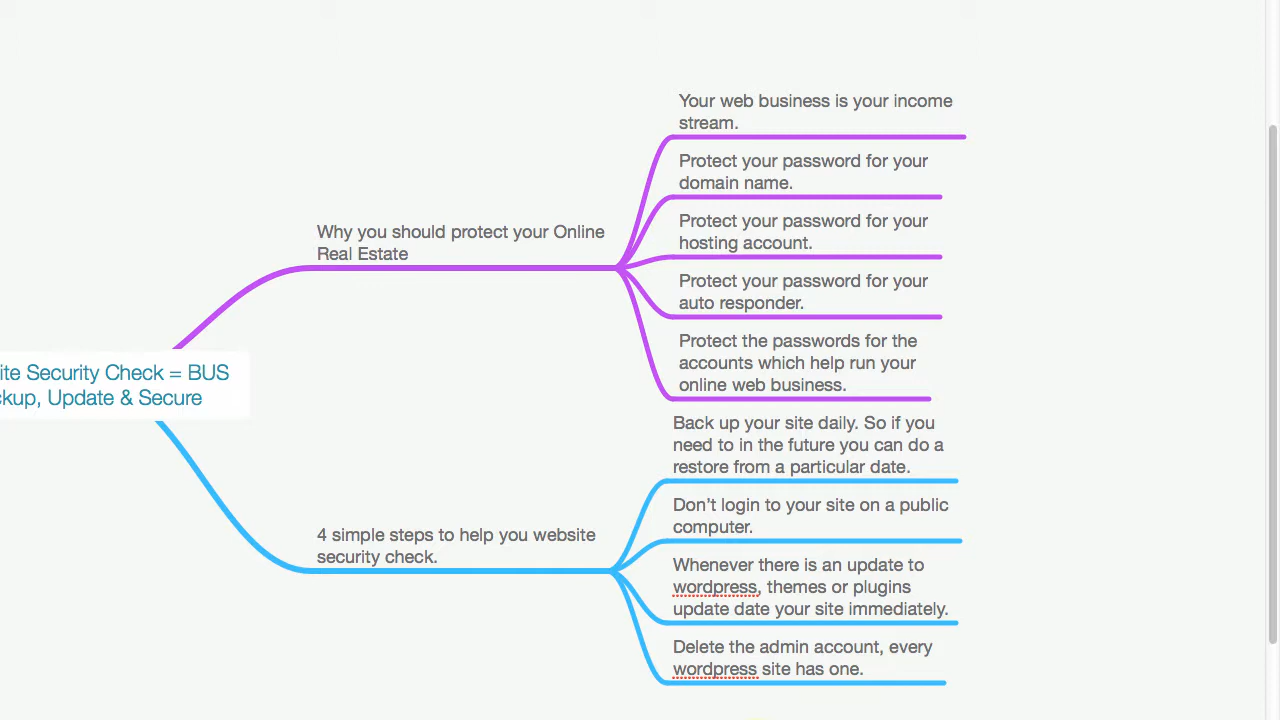 Your web business is your income
stream.
Protect your password for your
domain name.
Protect your password for your
hosting account.
Why you should protect your Online
Real Estate
Protect your password for your
auto responder.
Protect the passwords for the
accounts which help run your
online web business.
Security Check = BUS
Update & Secure
Back up your site daily. So if you
need to in the future you can do a
restore from a particular date.
Don't login to your site on a public
computer.
4 simple steps to help you website
security check.
Whenever there is an update to
wordpress, themes or plugins
update date your site immediately.
Delete the admin account, every
wordpress site has one.